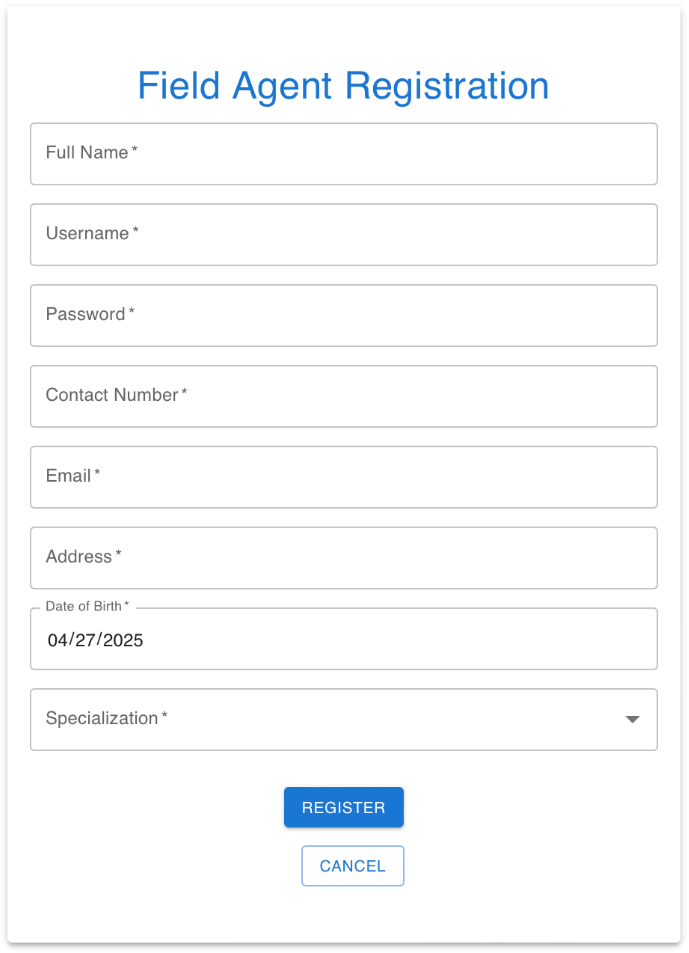 Field Agent Registration
Full Name *
Username *
Password *
Contact Number *
Email *
Address *
Date of Birth *
04/27/2025
Specialization *
REGISTER
CANCEL